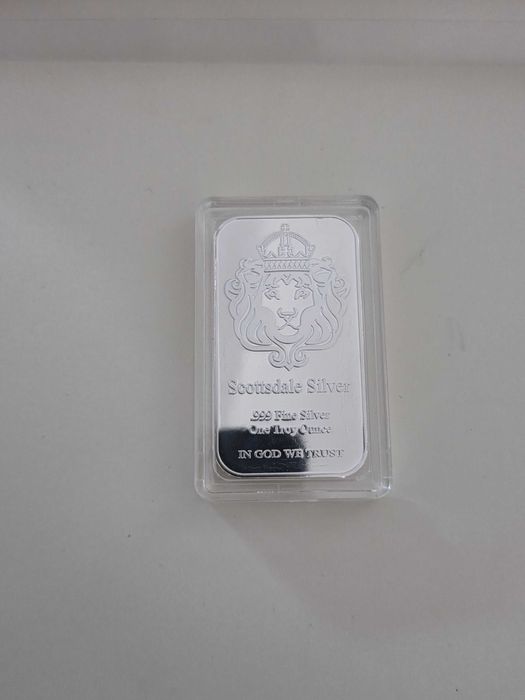 Scottsdale Silver
.999 Fine Silver
One Troy Ounce
IN GOD WE TRUST